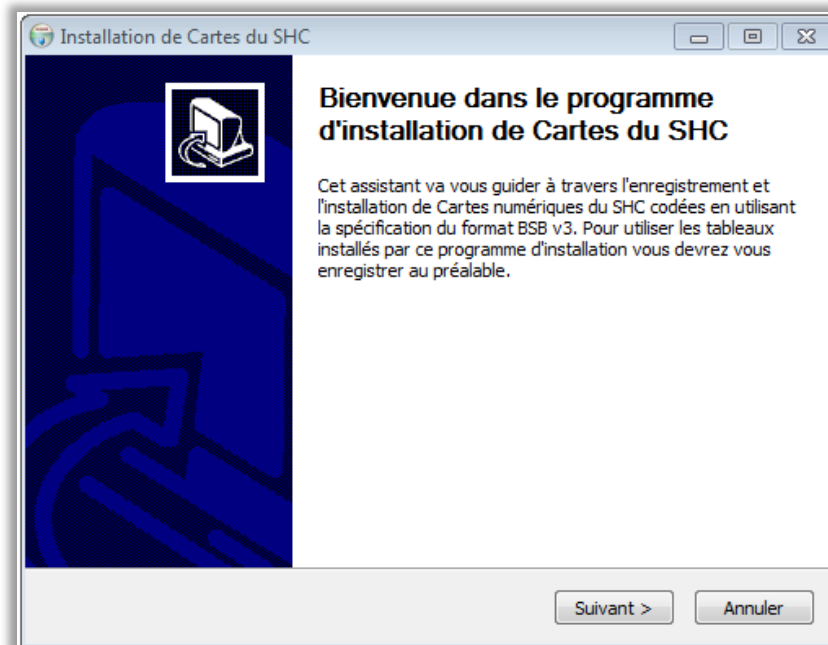 Installation de Cartes du SHC
Bienvenue dans le programme
d'installation de Cartes du SHC
Cet assistant va vous guider à travers l'enregistrement et
l'installation de Cartes numériques du SHC codées en utilisant
la spécification du format BSB v3. Pour utiliser les tableaux
installés par ce programme d'installation vous devrez vous
enregistrer au préalable.
Suivant >
Annuler